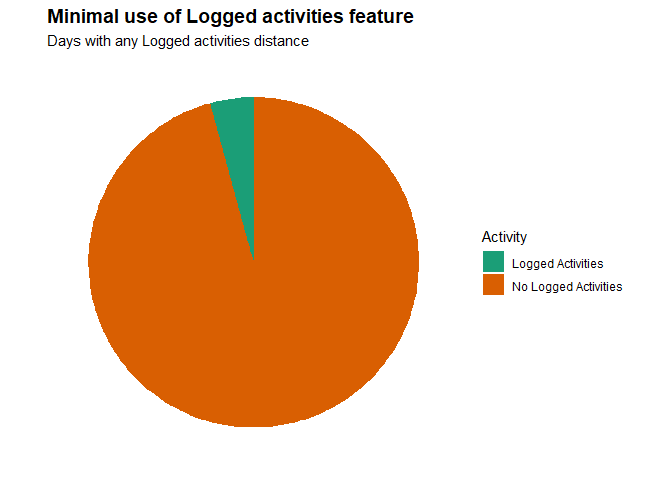 Minimal use of Logged activities feature
Days with any Logged activities distance
Activity
Logged Activities
No Logged Activities